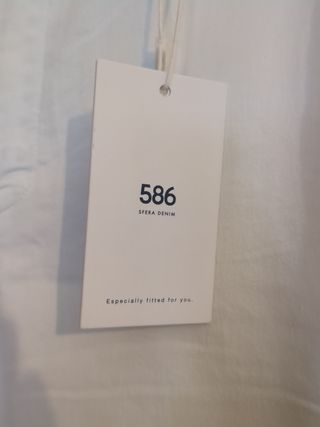 586
SFERA DENIM
Especially fitted for you.